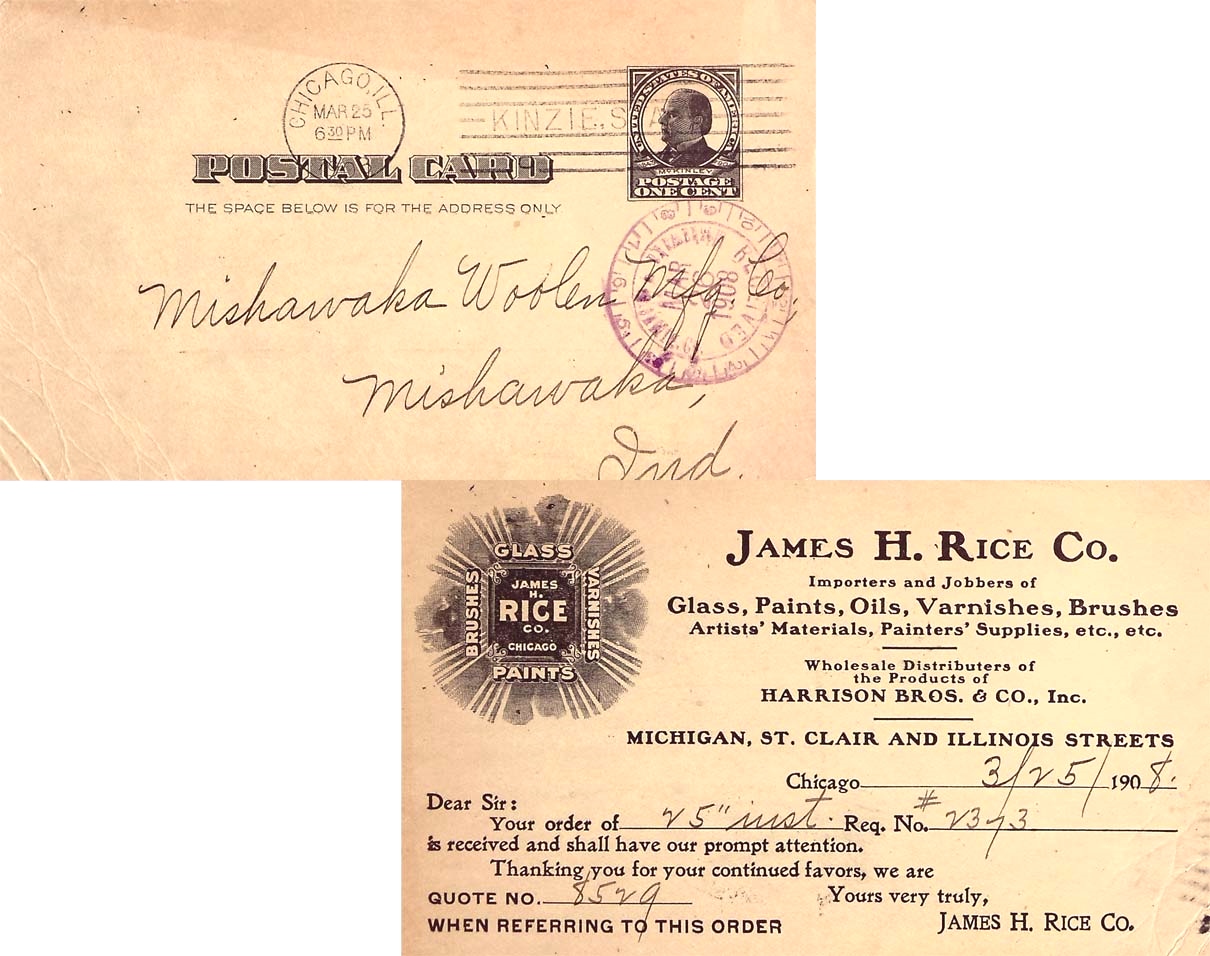 CHICAGO, ILL.
MAR 25
6 30 PM
KINZIE, STA
UNITED STATES OF AMERICA
McKINLEY
POSTAGE
ONE CENT
POSTAL CARD
THE SPACE BELOW IS FOR THE ADDRESS ONLY
RECEIVED
MAR
1908
Mishawaka Woolen Mfg. Co.,
Mishawaka,
Ind.
GLASS
BRUSHES
VARNISHES
JAMES
H.
RICE
CO.
CHICAGO
PAINTS
JAMES H. RICE CO.
Importers and Jobbers of
Glass, Paints, Oils, Varnishes, Brushes
Artists' Materials, Painters' Supplies, etc., etc.
Wholesale Distributers of
the Products of
HARRISON BROS. & CO., Inc.
MICHIGAN, ST. CLAIR AND ILLINOIS STREETS
Chicago 3/25/ 1908.
Dear Sir:
Your order of 25" inst. Req. No. #2373
is received and shall have our prompt attention.
Thanking you for your continued favors, we are
QUOTE NO. 8529 Yours very truly,
WHEN REFERRING TO THIS ORDER JAMES H. RICE CO.